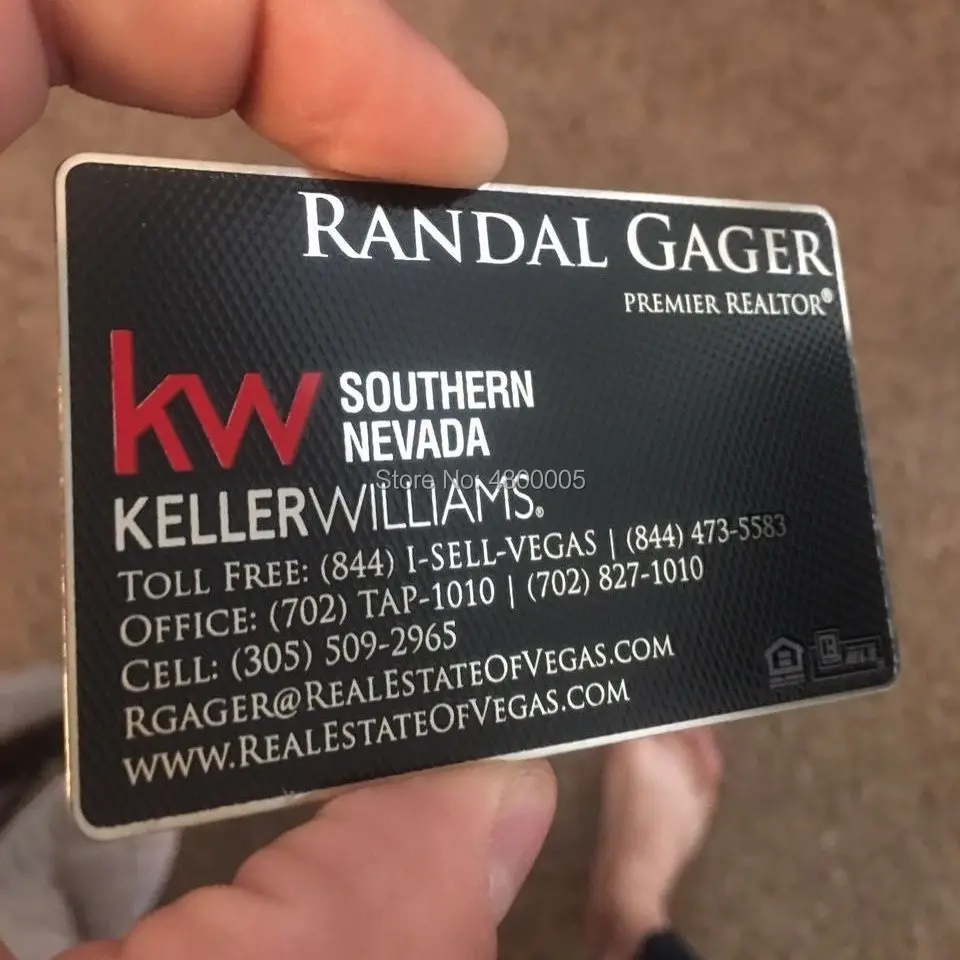 RANDAL GAGER
PREMIER REALTOR®
kw SOUTHERN
NEVADA
Store No: 4800005
KELLERWILLIAMS.
TOLL FREE: (844) I-SELL-VEGAS | (844) 473-5583
OFFICE: (702) TAP-1010 | (702) 827-1010
CELL: (305) 509-2965
RGAGER@REALESTATEOFVEGAS.COM
WWW.REALESTATEOFVEGAS.COM